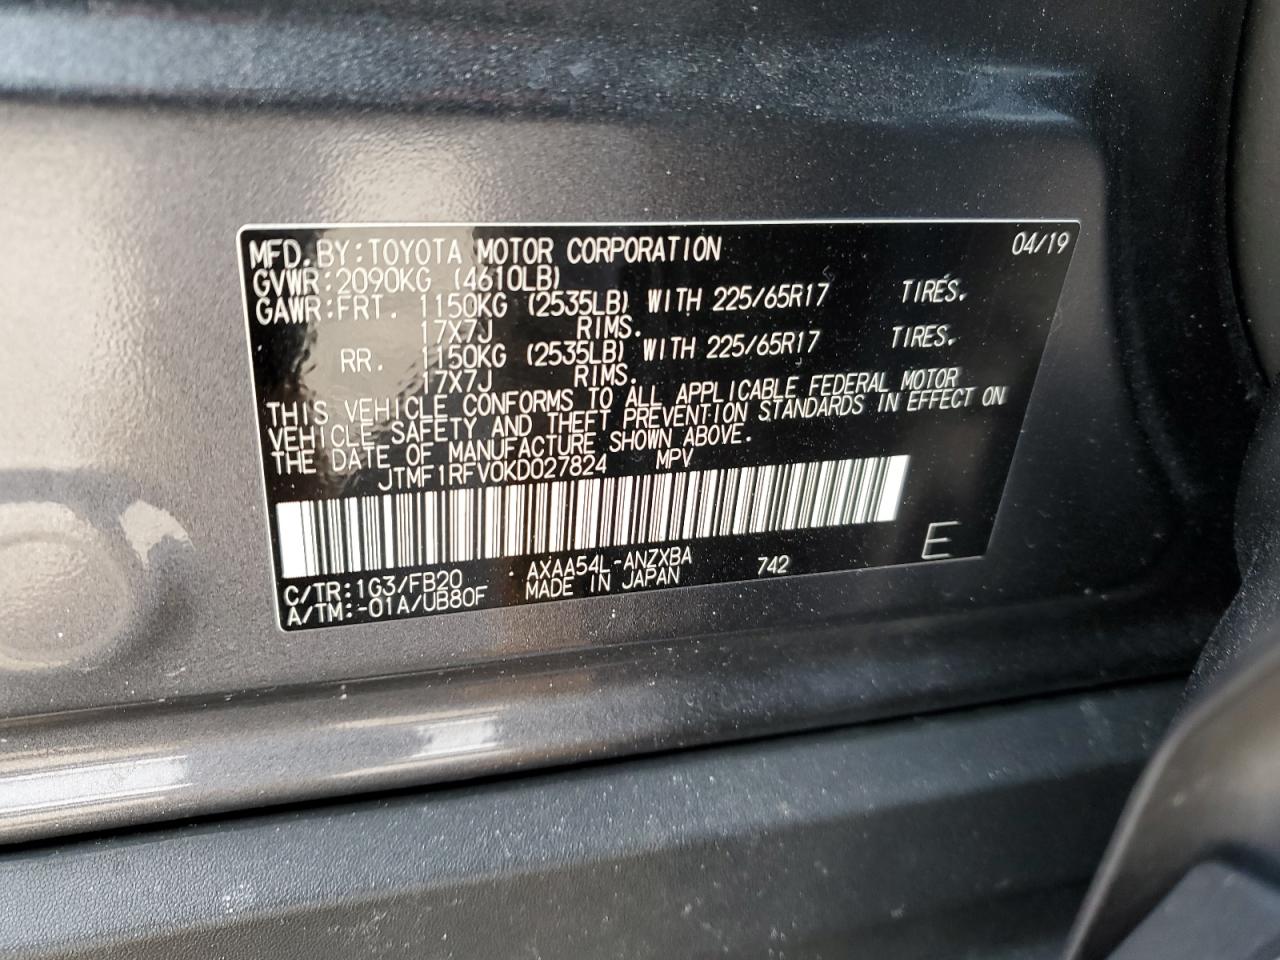 MFD. BY: TOYOTA MOTOR CORPORATION 04/19
GVWR: 2090KG (4610LB)
GAWR: FRT. 1150KG (2535LB) WITH 225/65R17 TIRES.
17X7J RIMS.
RR. 1150KG (2535LB) WITH 225/65R17 TIRES.
17X7J RIMS.
THIS VEHICLE CONFORMS TO ALL APPLICABLE FEDERAL MOTOR
VEHICLE SAFETY AND THEFT PREVENTION STANDARDS IN EFFECT ON
THE DATE OF MANUFACTURE SHOWN ABOVE.
JTMF1RFV0KD027824 MPV
C/TR: 1G3/FB20 AXAA54L-ANZXBA 742 E
A/TM: -01A/UB80F MADE IN JAPAN